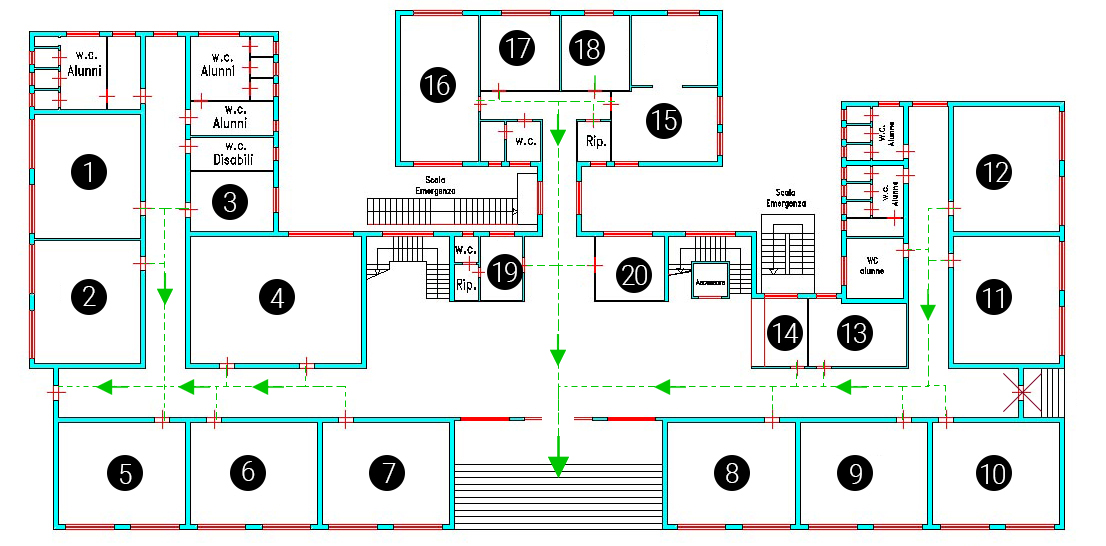 w.c.
Alunni
w.c.
Alunni
w.c.
Alunni
w.c.
Disabili
1
2
3
4
5
6
7
16
17
18
15
w.c.
Rip.
Scala
Emergenza
w.c.
Rip.
19
20
Ascensore
Scala
Emergenza
w.c.
Alunne
w.c.
Alunne
WC
alunne
12
11
14
13
8
9
10